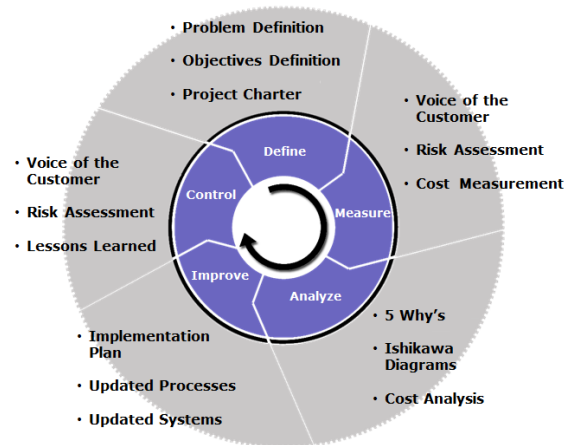 • Problem Definition
• Objectives Definition
• Project Charter
• Voice of the
Customer
• Risk Assessment
• Cost Measurement
Define
Measure
Analyze
Improve
Control
• 5 Why's
• Ishikawa
Diagrams
• Cost Analysis
• Implementation
Plan
• Updated Processes
• Updated Systems
• Voice of the
Customer
• Risk Assessment
• Lessons Learned